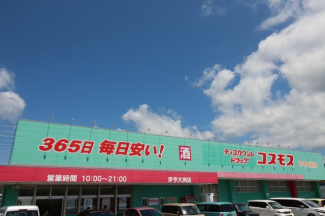 365日 毎日安い!
酒
ディスカウント
ドラッグ コスモス
営業時間 10:00～21:00